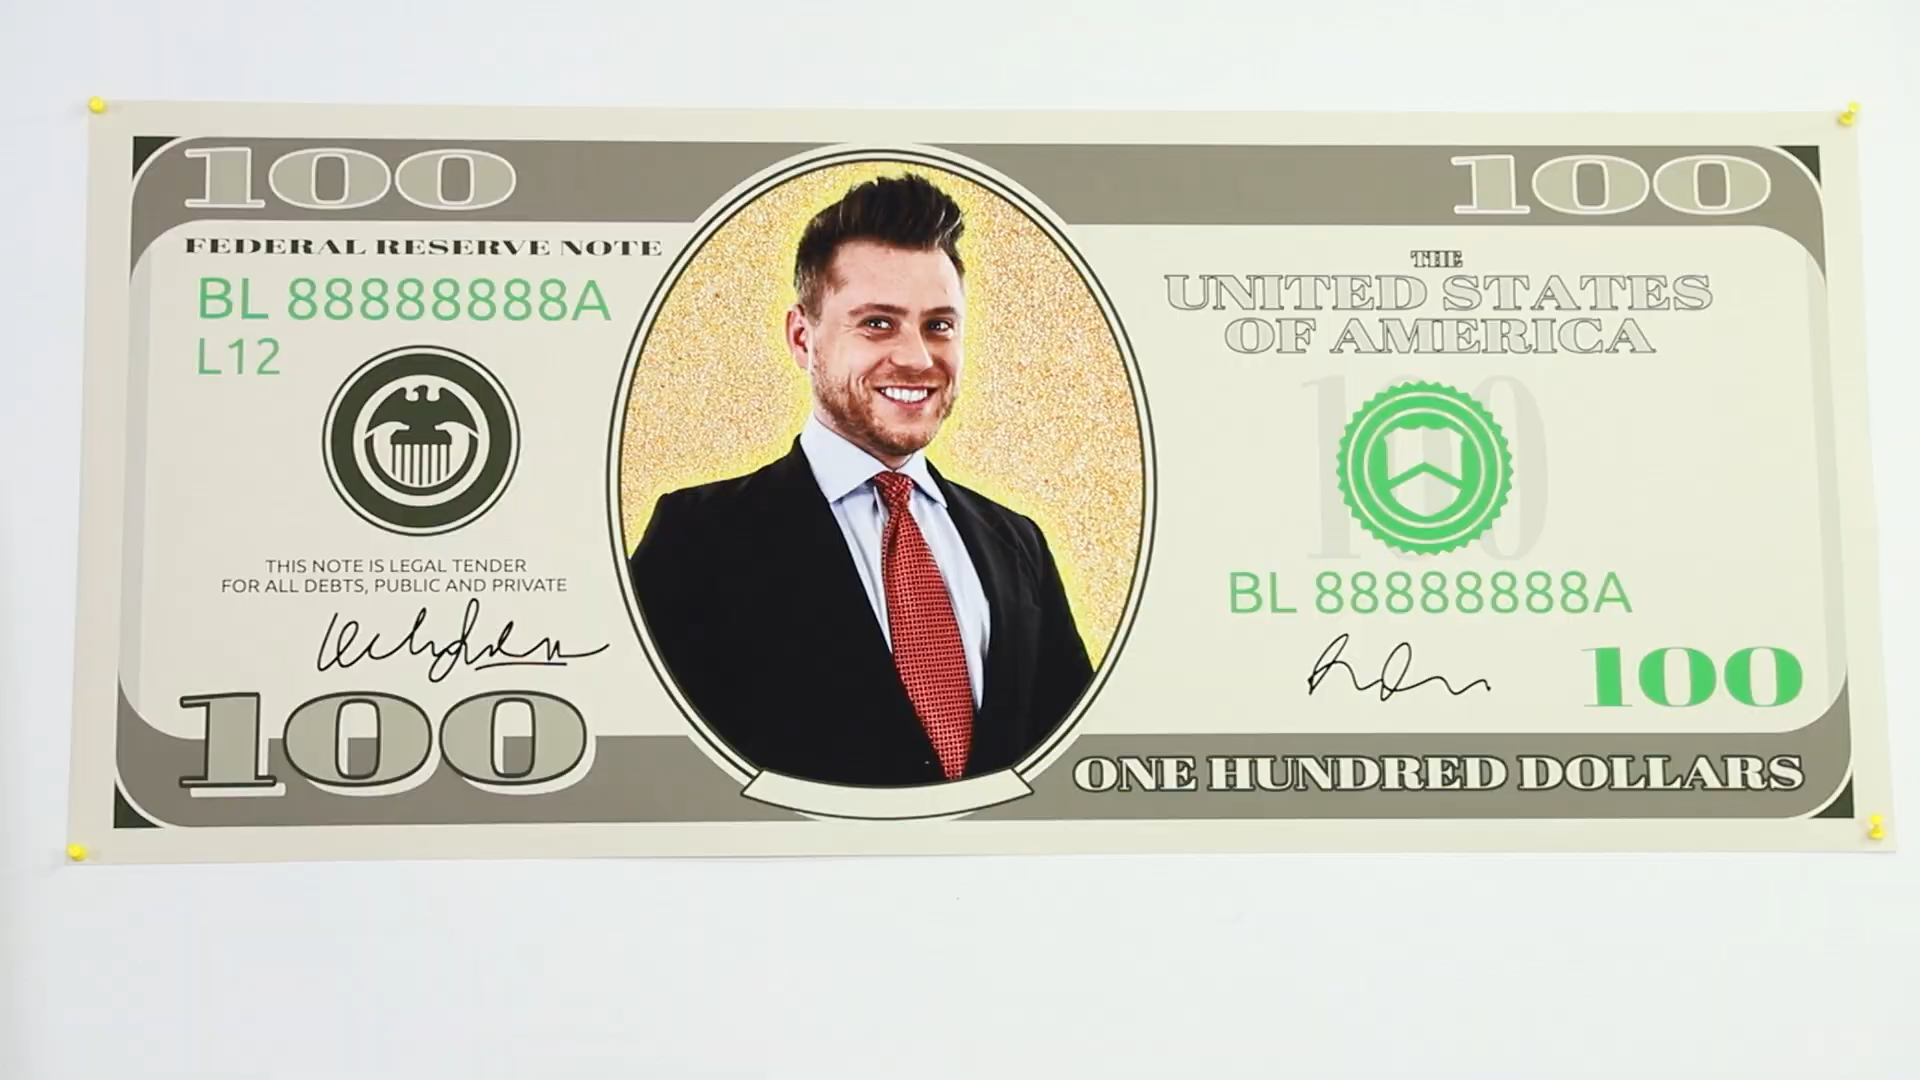 100
100
FEDERAL RESERVE NOTE
BL 88888888A
L12
THE
UNITED STATES
OF AMERICA
100
THIS NOTE IS LEGAL TENDER
FOR ALL DEBTS, PUBLIC AND PRIVATE
BL 88888888A
100
100
ONE HUNDRED DOLLARS